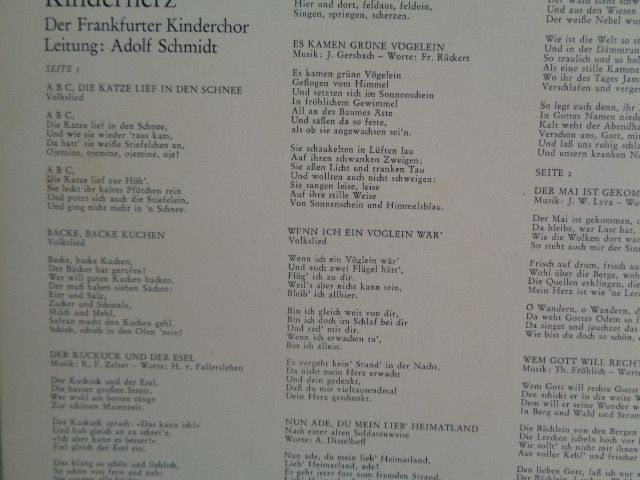 Kinderherz
Der Frankfurter Kinderchor
Leitung: Adolf Schmidt
SEITE 1
A B C, DIE KATZE LIEF IN DEN SCHNEE
Volkslied
A B C,
Die Katze lief in den Schnee,
Und wie sie wieder 'raus kam,
Da hatt' sie weiße Stiefelchen an,
Ojemine, ojemine, ojemine, oje!
A B C,
Die Katze lief zur Höh'.
Sie leckt ihr kaltes Pfötchen rein
Und putzt sich auch die Stiefelein,
Und ging nicht mehr in 'n Schnee.
BACKE, BACKE KUCHEN
Volkslied
Backe, backe Kuchen,
Der Bäcker hat gerufen!
Wer will guten Kuchen backen,
Der muß haben sieben Sachen:
Eier und Salz,
Zucker und Schmalz,
Milch und Mehl,
Safran macht den Kuchen gehl.
Schieb, schieb in den Ofen 'nein!
DER KUCKUCK UND DER ESEL
Musik: K. F. Zelter – Worte: H. v. Fallersleben
Der Kuckuck und der Esel,
Die hatten großen Streit,
Wer wohl am besten sänge
Zur schönen Maienzeit.
Der Kuckuck sprach: »Das kann ich!«
Und hub gleich an zu schrei'n.
»Ich aber kann es besser!«
Fiel gleich der Esel ein.
Das klang so schön und lieblich,
So schön von fern und nah;
Hier und dort, feldaus, feldein,
Singen, springen, scherzen.
ES KAMEN GRÜNE VÖGELEIN
Musik: J. Gersbach – Worte: Fr. Rückert
Es kamen grüne Vögelein
Geflogen vom Himmel
Und setzten sich im Sonnenschein
In fröhlichem Gewimmel
All an des Baumes Äste
Und saßen da so feste,
als ob sie angewachsen sei'n.
Sie schaukelten in Lüften lau
Auf ihren schwanken Zweigen;
Sie aßen Licht und tranken Tau
Und wollten auch nicht schweigen:
Sie sangen leise, leise
Auf ihre stille Weise
Von Sonnenschein und Himmelsblau.
WENN ICH EIN VÖGLEIN WÄR'
Volkslied
Wenn ich ein Vöglein wär'
Und auch zwei Flügel hätt',
Flög' ich zu dir.
Weil's aber nicht kann sein,
Bleib' ich allhier.
Bin ich gleich weit von dir,
Bin ich doch im Schlaf bei dir
Und red' mit dir.
Wenn ich erwachen tu',
Bin ich allein.
Es vergeht kein' Stund' in der Nacht,
Da nicht mein Herz erwacht
Und dein gedenkt,
Daß du mir vieltausendmal
Dein Herz geschenkt.
NUN ADE, DU MEIN LIEB' HEIMATLAND
Nach einer alten Soldatenweise
Worte: A. Disselhoff
Nun ade, du mein lieb' Heimatland,
Lieb' Heimatland, ade!
Es geht jetzt fort zum fremden Strand,
Und aus den Wiesen
Der weiße Nebel wu
Wie ist die Welt so st
Und in der Dämmrun
So traulich und so hol
Als eine stille Kamme
Wo ihr des Tages Jam
Verschlafen und verges
So legt euch denn, ihr
In Gottes Namen niede
Kalt weht der Abendh
Verschon uns, Gott, mi
Und laß uns ruhig schla
Und unsern kranken Na
SEITE 2
DER MAI IST GEKOM
Musik: J. W. Lyra – Wo
Der Mai ist gekommen, d
Da bleibe, wer Lust hat,
Wie die Wolken dort wan
So steht auch mir der Sin
Frisch auf drum, frisch au
Wohl über die Berge, woh
Die Quellen erklingen, die
Mein Herz ist wie 'ne Ler
O Wandern, o Wandern, d
Da weht Gottes Odem so f
Da singet und jauchzet das
Wie bist du doch so schön, o
WEM GOTT WILL RECHT
Musik: Th. Fröhlich – Worte
Wem Gott will rechte Gunst
Den schickt er in die weite W
Dem will er seine Wunder w
In Berg und Wald und Strom
Die Bächlein von den Bergen
Die Lerchen jubeln hoch vor
Wie sollt' ich nicht mit ihnen
Aus voller Kehl' und frischer
Den lieben Gott, laß ich nur w